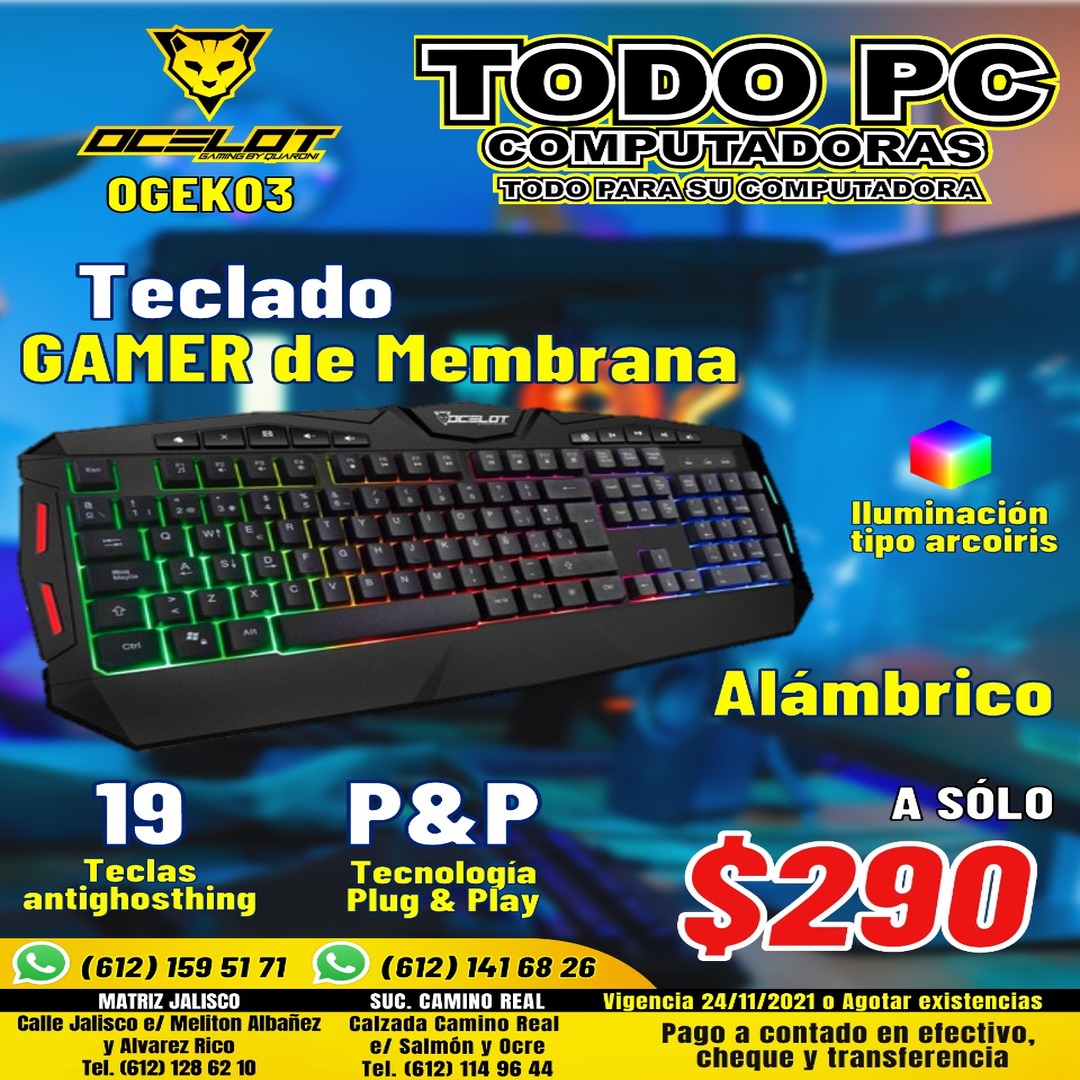 OCELOT
GAMING BY QUARONI
OGEK03
TODO PC
COMPUTADORAS
TODO PARA SU COMPUTADORA
Teclado
GAMER de Membrana
OCELOT
Iluminación
tipo arcoiris
Alámbrico
19
Teclas
antighosthing
P&P
Tecnología
Plug & Play
A SÓLO
$290
(612) 159 51 71
(612) 141 68 26
MATRIZ JALISCO
Calle Jalisco e/ Meliton Albañez
y Alvarez Rico
Tel. (612) 128 62 10
SUC. CAMINO REAL
Calzada Camino Real
e/ Salmón y Ocre
Tel. (612) 114 96 44
Vigencia 24/11/2021 o Agotar existencias
Pago a contado en efectivo,
cheque y transferencia